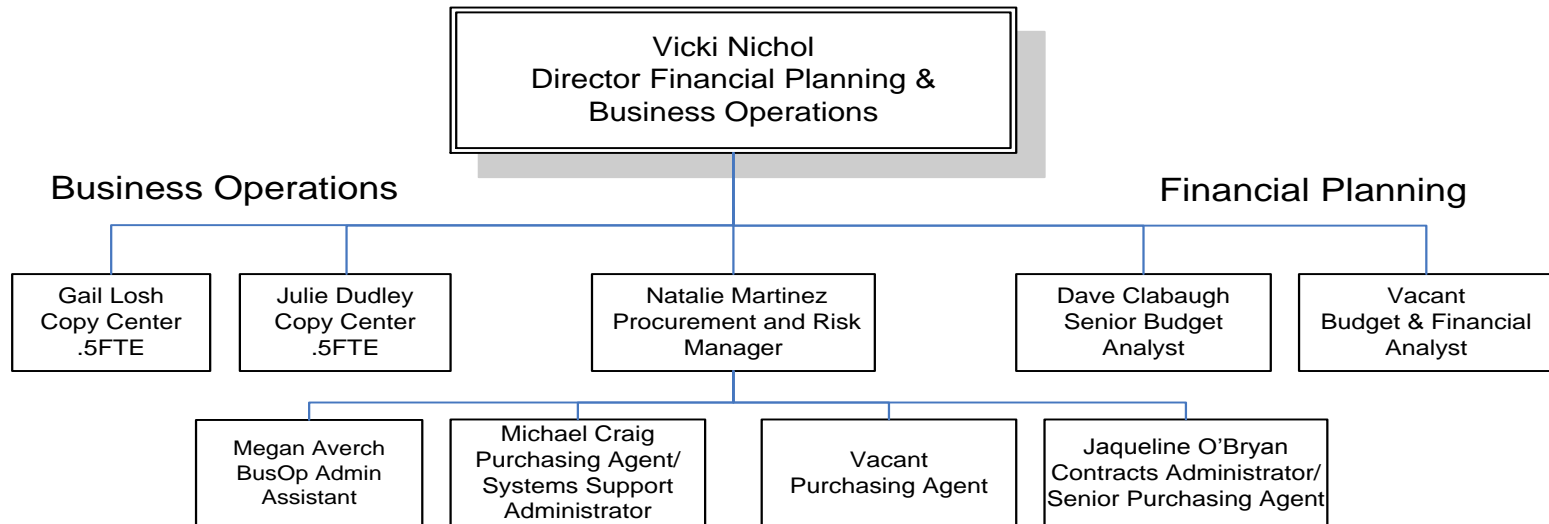 Vicki Nichol
Director Financial Planning &
Business Operations
Business Operations
Financial Planning
Gail Losh
Copy Center
.5FTE
Julie Dudley
Copy Center
.5FTE
Natalie Martinez
Procurement and Risk
Manager
Dave Clabaugh
Senior Budget
Analyst
Vacant
Budget & Financial
Analyst
Megan Averch
BusOp Admin
Assistant
Michael Craig
Purchasing Agent/
Systems Support
Administrator
Vacant
Purchasing Agent
Jaqueline O’Bryan
Contracts Administrator/
Senior Purchasing Agent